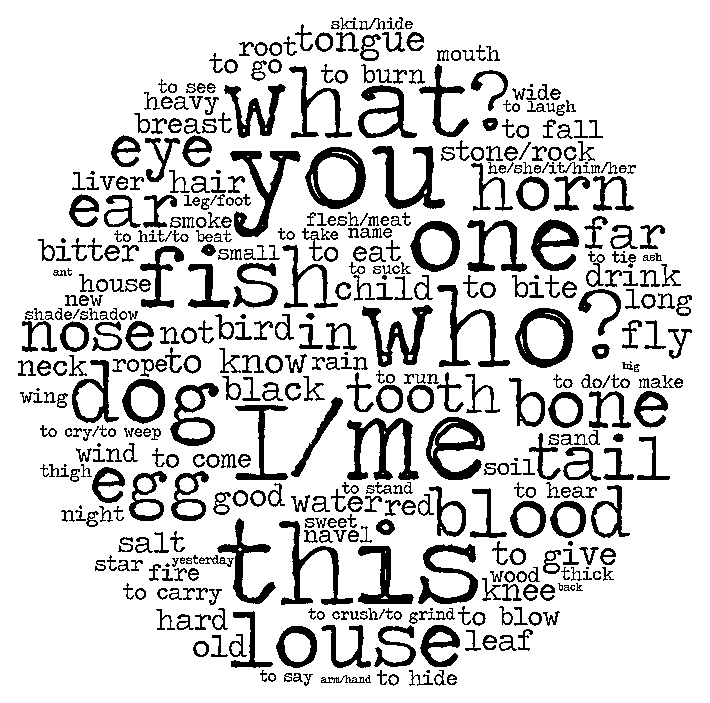 skin/hide
root tongue
mouth
to go to burn
to see what? wide
heavy to laugh
breast to fall
eye you stone/rock
he/she/it/him/her
liver hair horn
ear leg/foot
smoke flesh/meat one far
to hit/to beat to take name
bitter small to eat to tie ash
ant fish to suck drink
house child to bite
new long
shade/shadow
nose not bird in who? fly
neck rope to know rain big
wing dog black to run tooth to do/to make
I/me bone
to cry/to weep sand
wind to come soil tail
thigh egg to stand to hear
night good water red blood
sweet
navel
salt this to give
star fire yesterday wood thick
to carry knee back
hard to crush/to grind to blow
old louse leaf
to say arm/hand to hide